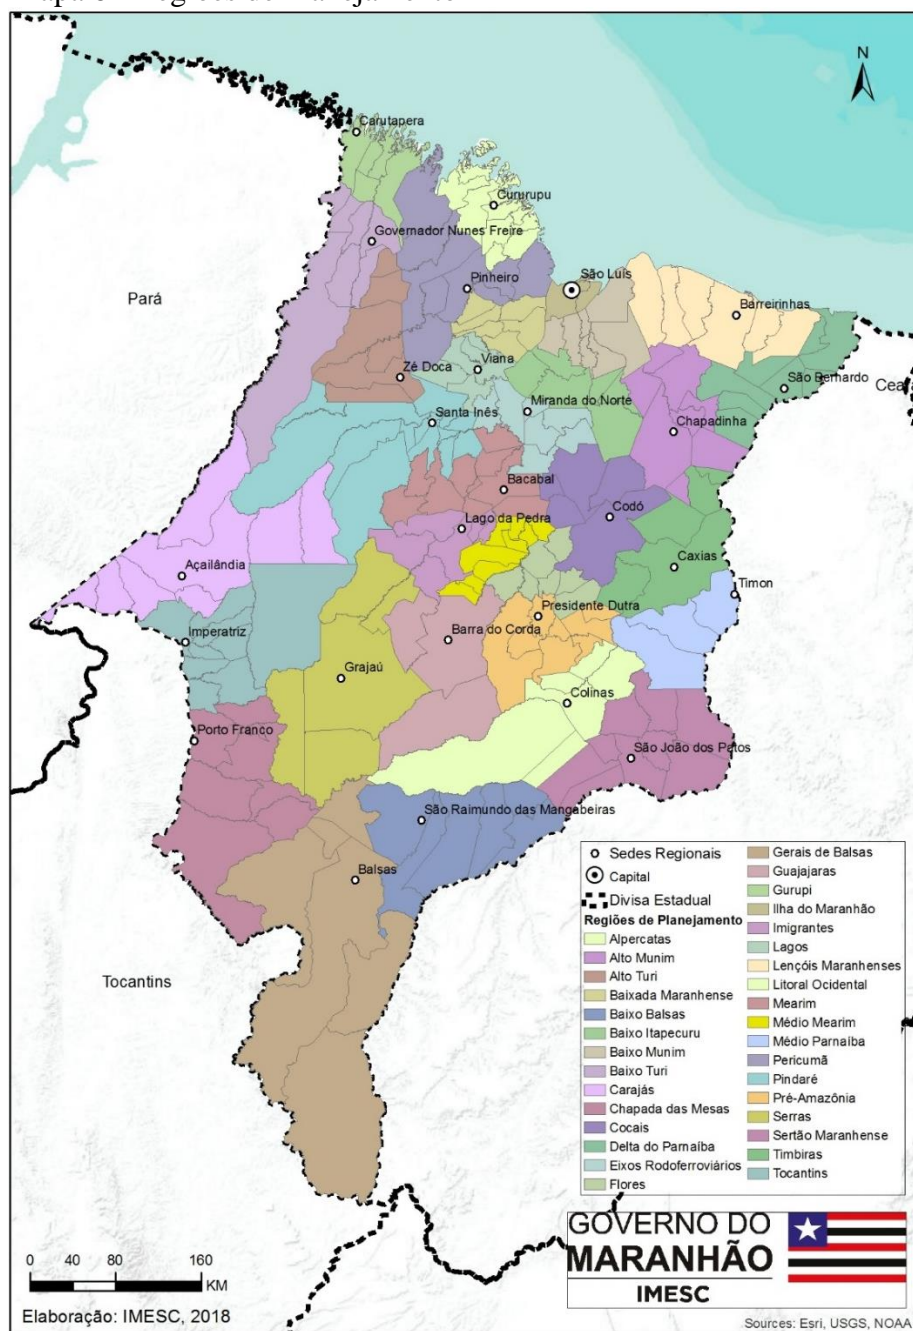 N
Carutapera
Cururupu
Governador Nunes Freire
São Luís
Pinheiro
Barreirinhas
Pará
Zé Doca
Viana
São Bernardo
Cea
Miranda do Norte
Santa Inês
Chapadinha
Bacabal
Codó
Lago da Pedra
Açailândia
Caxias
Timon
Presidente Dutra
Imperatriz
Barra do Corda
Grajaú
Colinas
Porto Franco
São João dos Patos
São Raimundo das Mangabeiras
Balsas
Tocantins
Sedes Regionais
Capital
Divisa Estadual
Regiões de Planejamento
Alpercatas
Alto Munim
Alto Turi
Baixada Maranhense
Baixo Balsas
Baixo Itapecuru
Baixo Munim
Baixo Turi
Carajás
Chapada das Mesas
Cocais
Delta do Parnaíba
Eixos Rodoferroviários
Flores
Gerais de Balsas
Guajajaras
Gurupi
Ilha do Maranhão
Imigrantes
Lagos
Lençóis Maranhenses
Litoral Ocidental
Mearim
Médio Mearim
Médio Parnaíba
Pericumã
Pindaré
Pré-Amazônia
Serras
Sertão Maranhense
Timbiras
Tocantins
0 40 80 160
KM
Elaboração: IMESC, 2018
GOVERNO DO
MARANHÃO
IMESC
Sources: Esri, USGS, NOAA